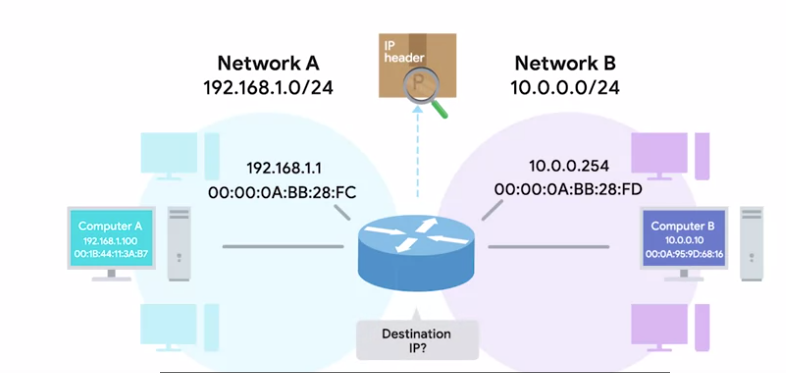 Network A
192.168.1.0/24
IP
header
P
Network B
10.0.0.0/24
192.168.1.1
00:00:0A:BB:28:FC
10.0.0.254
00:00:0A:BB:28:FD
Computer A
192.168.1.100
00:1B:44:11:3A:B7
Computer B
10.0.0.10
00:0A:95:9D:68:16
Destination
IP?